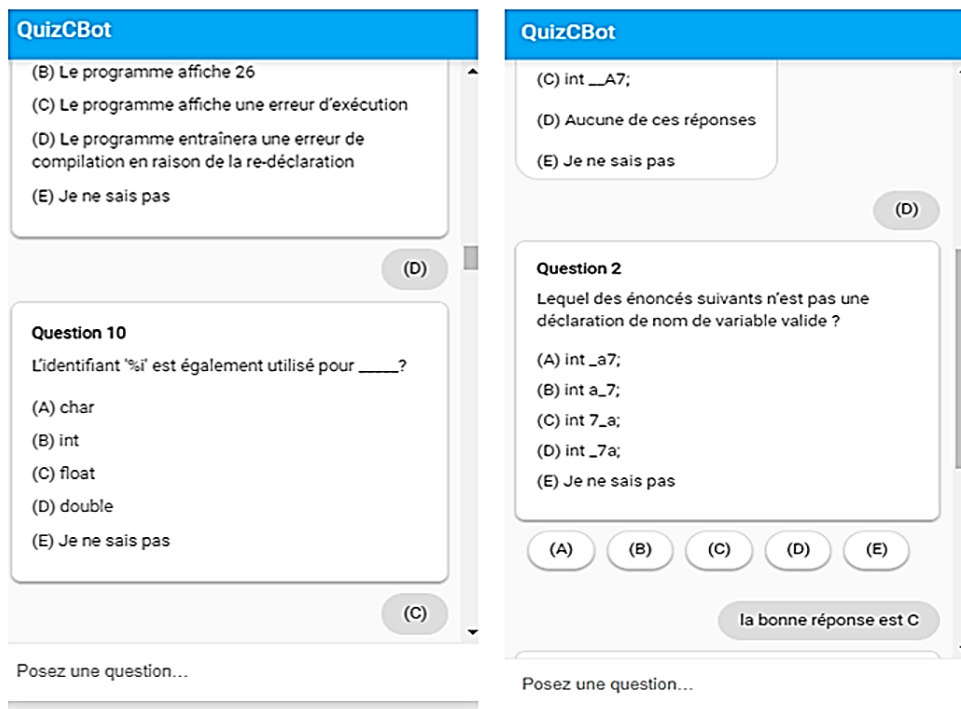 QuizCBot
(B) Le programme affiche 26
(C) Le programme affiche une erreur d'exécution
(D) Le programme entraînera une erreur de
compilation en raison de la re-déclaration
(E) Je ne sais pas
(D)
Question 10
L'identifiant '%i' est également utilisé pour _____?
(A) char
(B) int
(C) float
(D) double
(E) Je ne sais pas
(C)
Posez une question...
QuizCBot
(C) int __A7;
(D) Aucune de ces réponses
(E) Je ne sais pas
(D)
Question 2
Lequel des énoncés suivants n'est pas une
déclaration de nom de variable valide ?
(A) int _a7;
(B) int a_7;
(C) int 7_a;
(D) int _7a;
(E) Je ne sais pas
(A) (B) (C) (D) (E)
la bonne réponse est C
Posez une question...